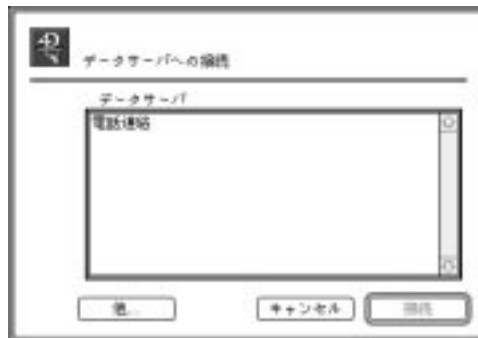 データサーバへの接続
データサーバ
電話連絡
他...
キャンセル
接続